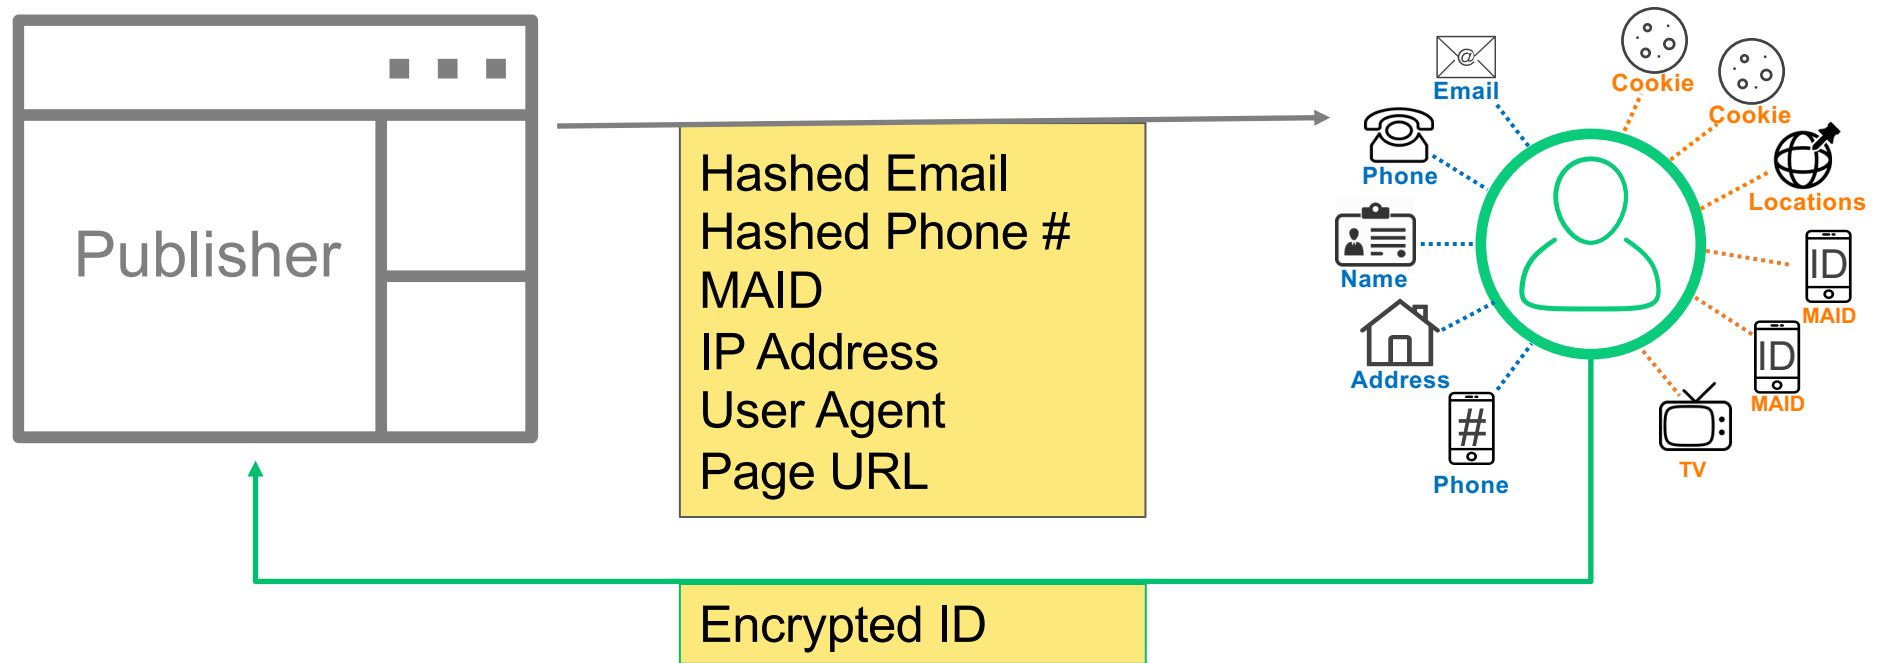 Publisher
Hashed Email
Hashed Phone #
MAID
IP Address
User Agent
Page URL
Encrypted ID
@
Email
Cookie
Cookie
Phone
Locations
Name
ID
MAID
Address
ID
MAID
#
Phone
TV